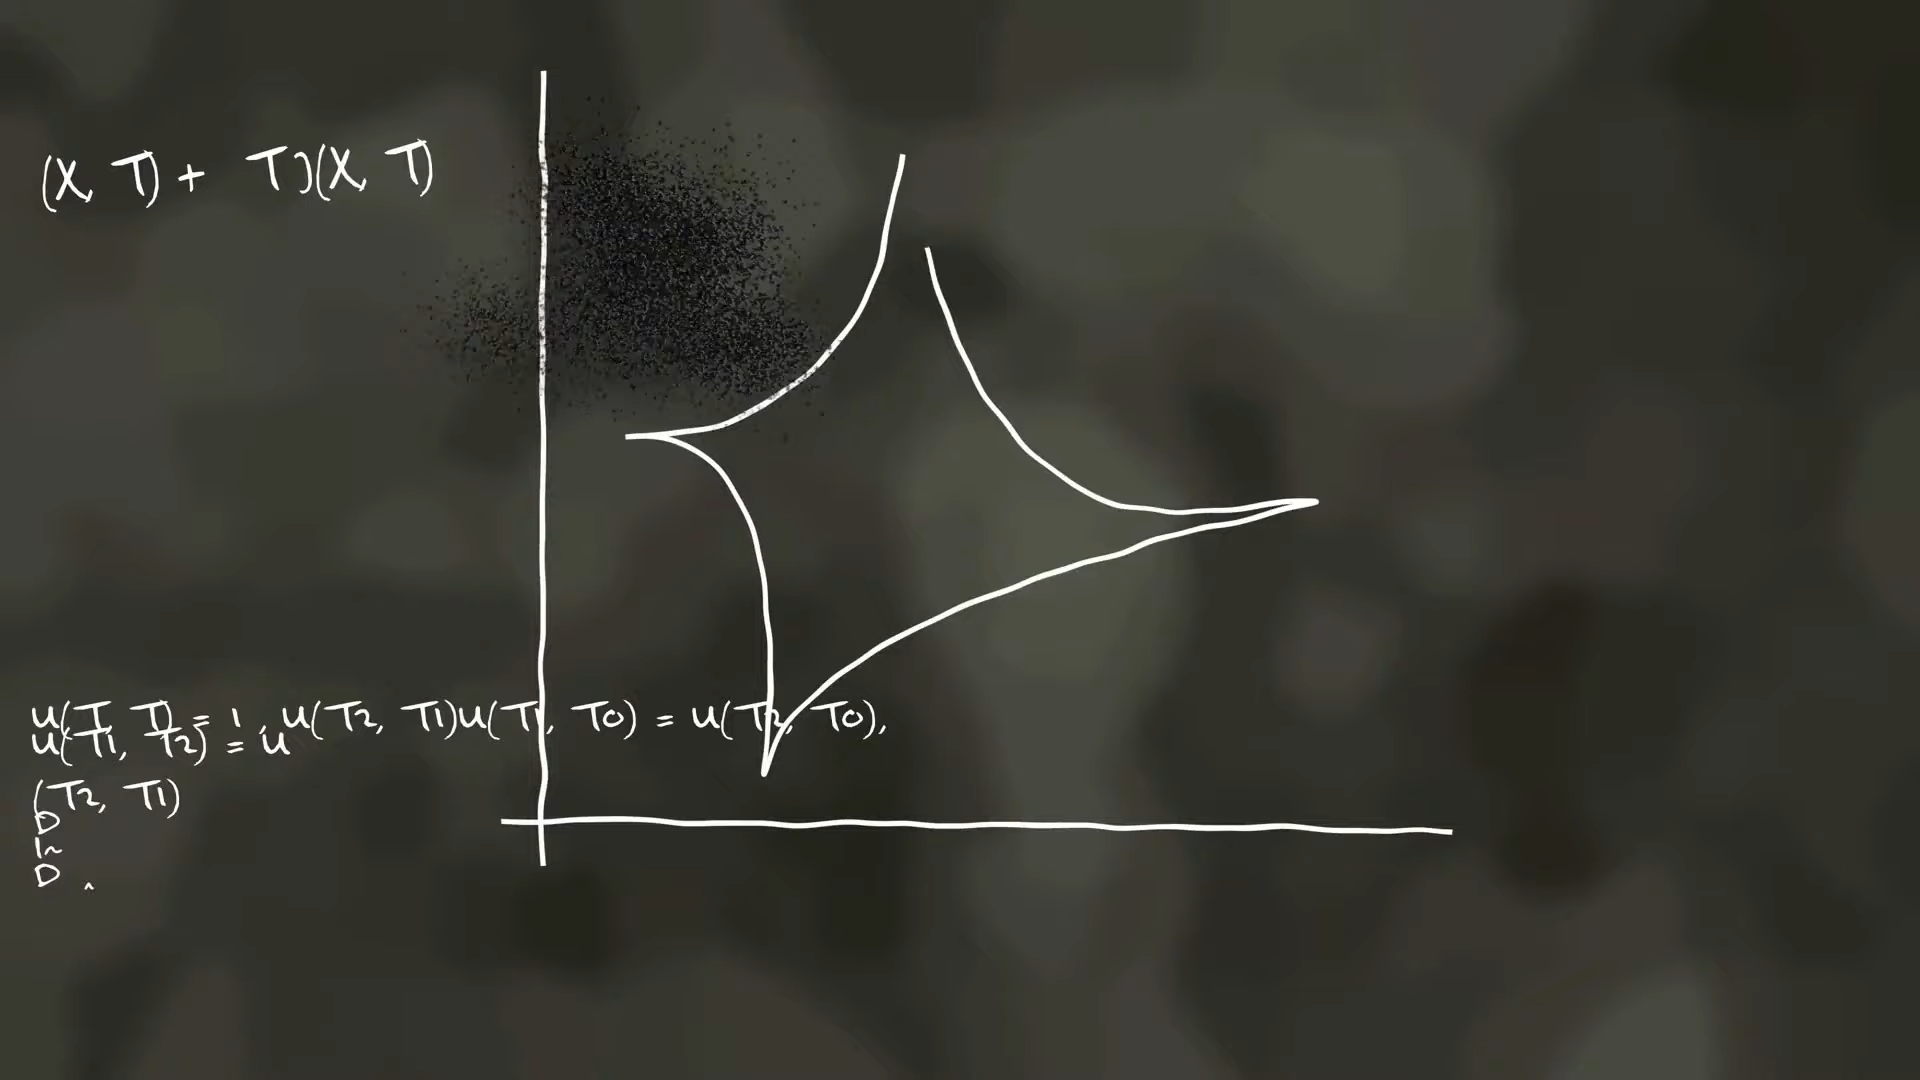 (X, T) + T)(X, T)
U(T, T) = 1, U(T2, T1)U(T1, T0) = U(T2, T0),
U(T1, T2) = U
(T2, T1)
D
D